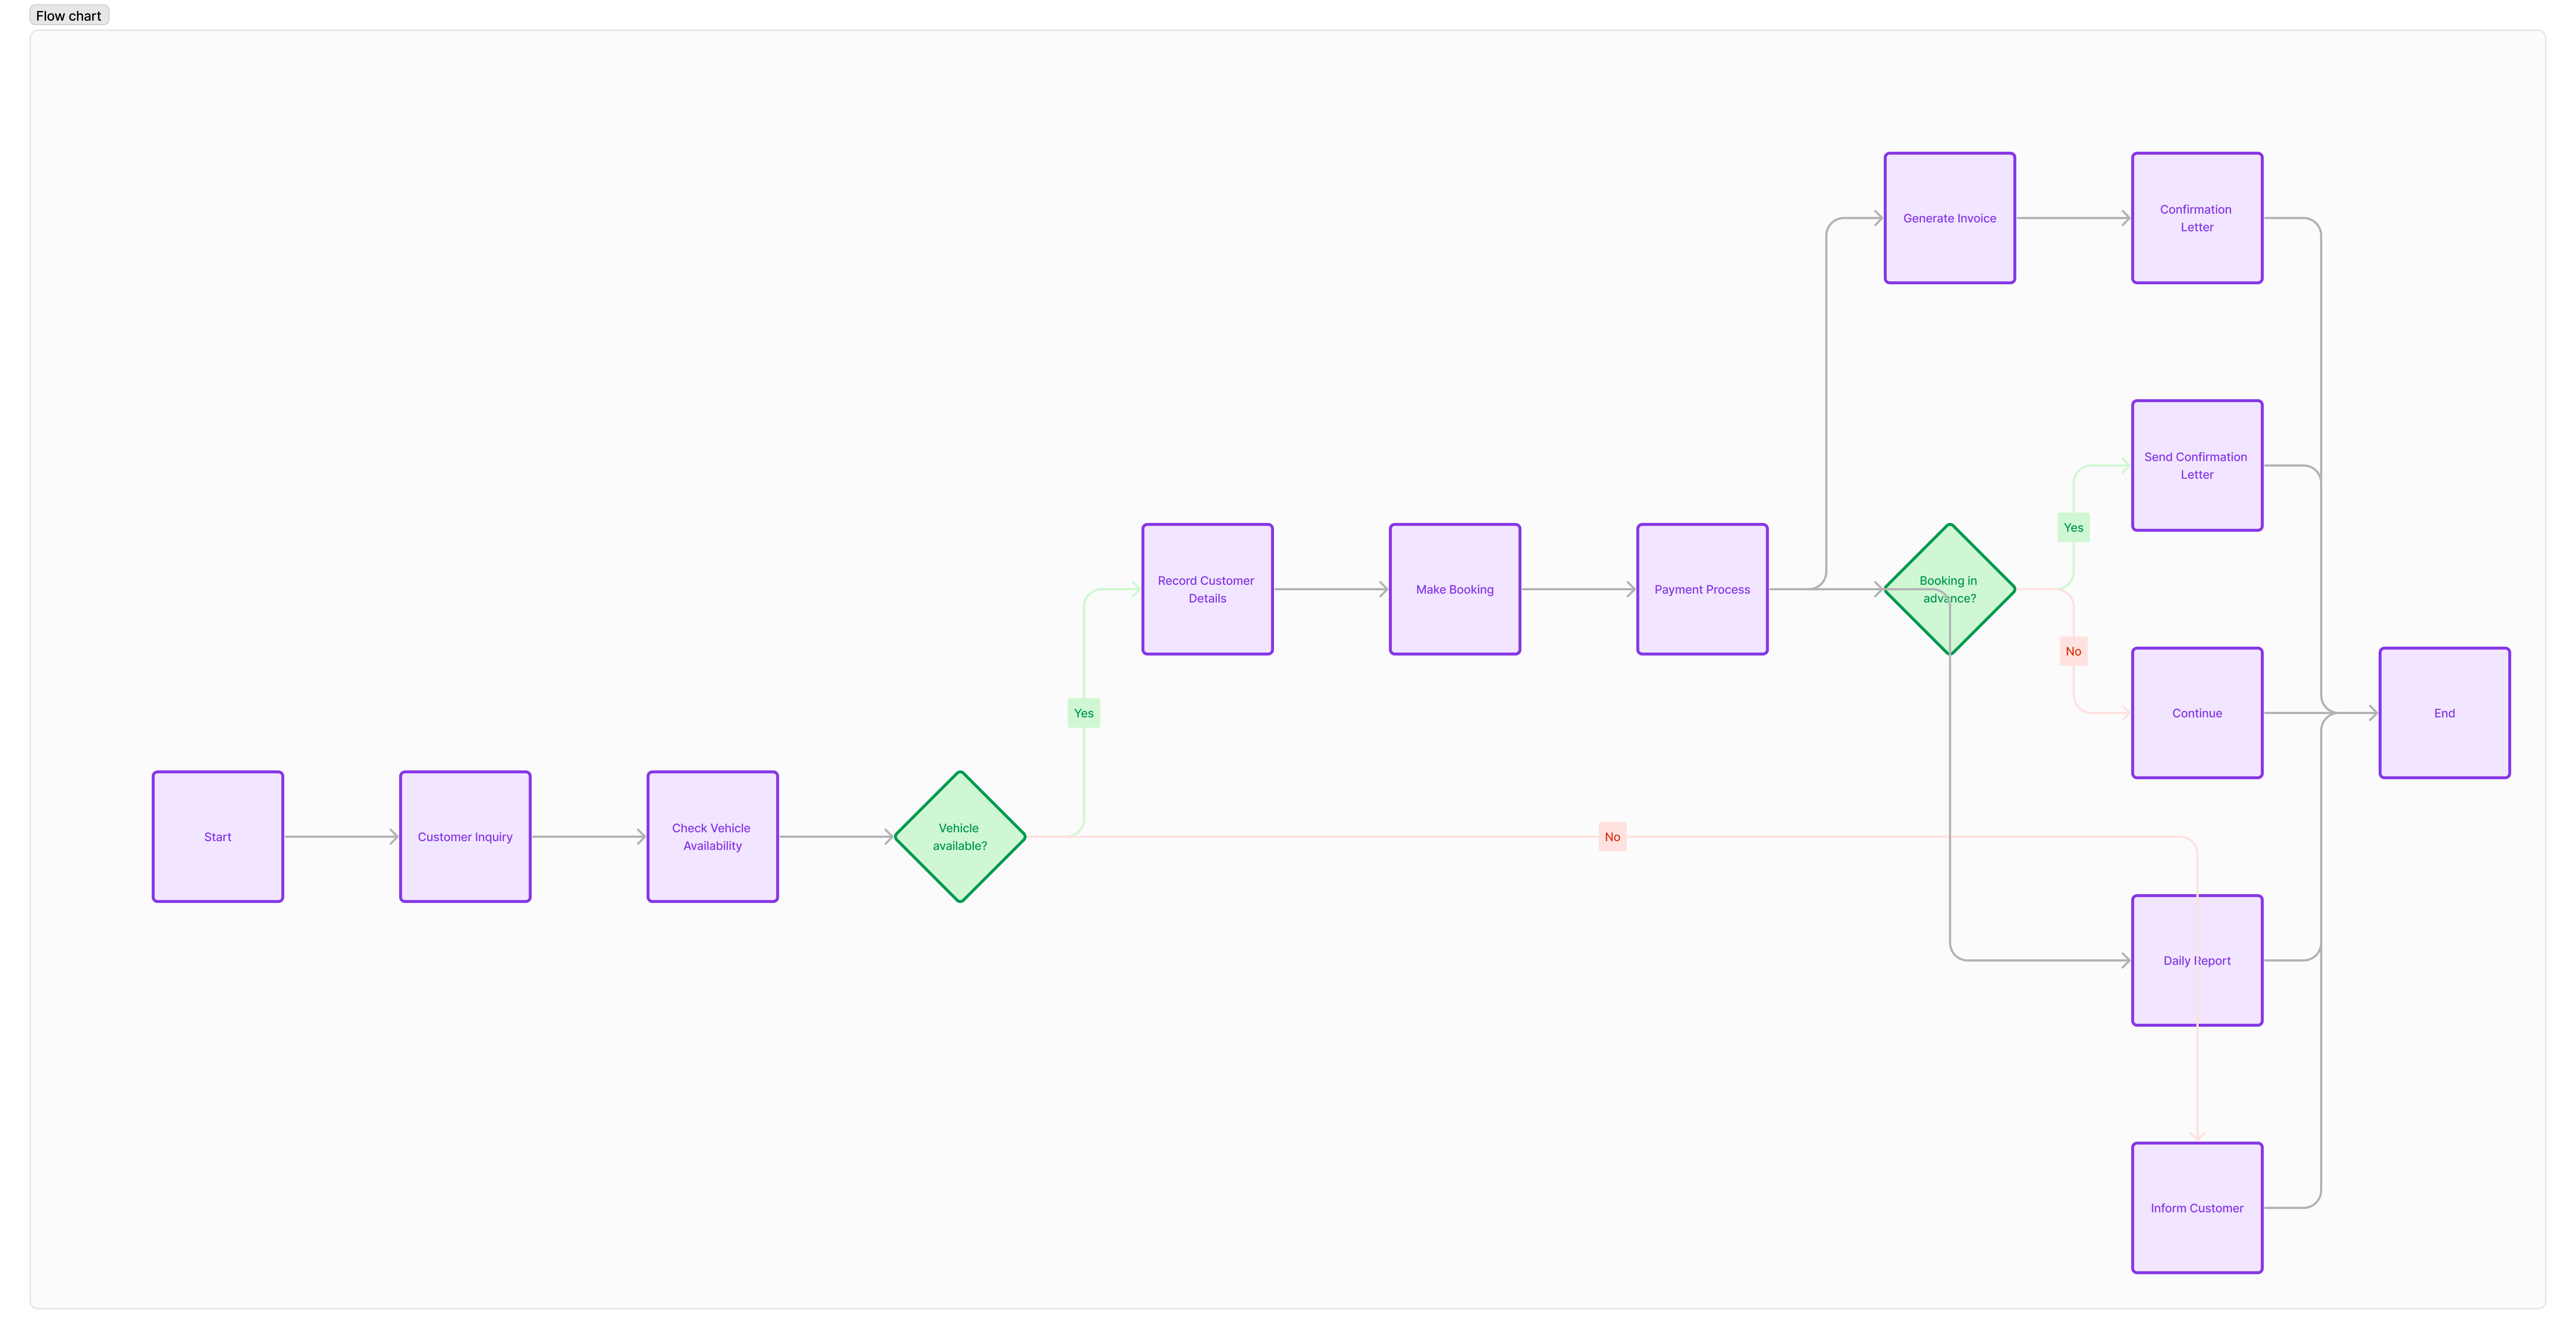 Flow chart
Generate Invoice
Confirmation
Letter
Send Confirmation
Letter
Yes
Record Customer
Details
Make Booking
Payment Process
Booking in
advance?
No
Yes
Continue
End
Start
Customer Inquiry
Check Vehicle
Availability
Vehicle
available?
No
Daily Report
Inform Customer